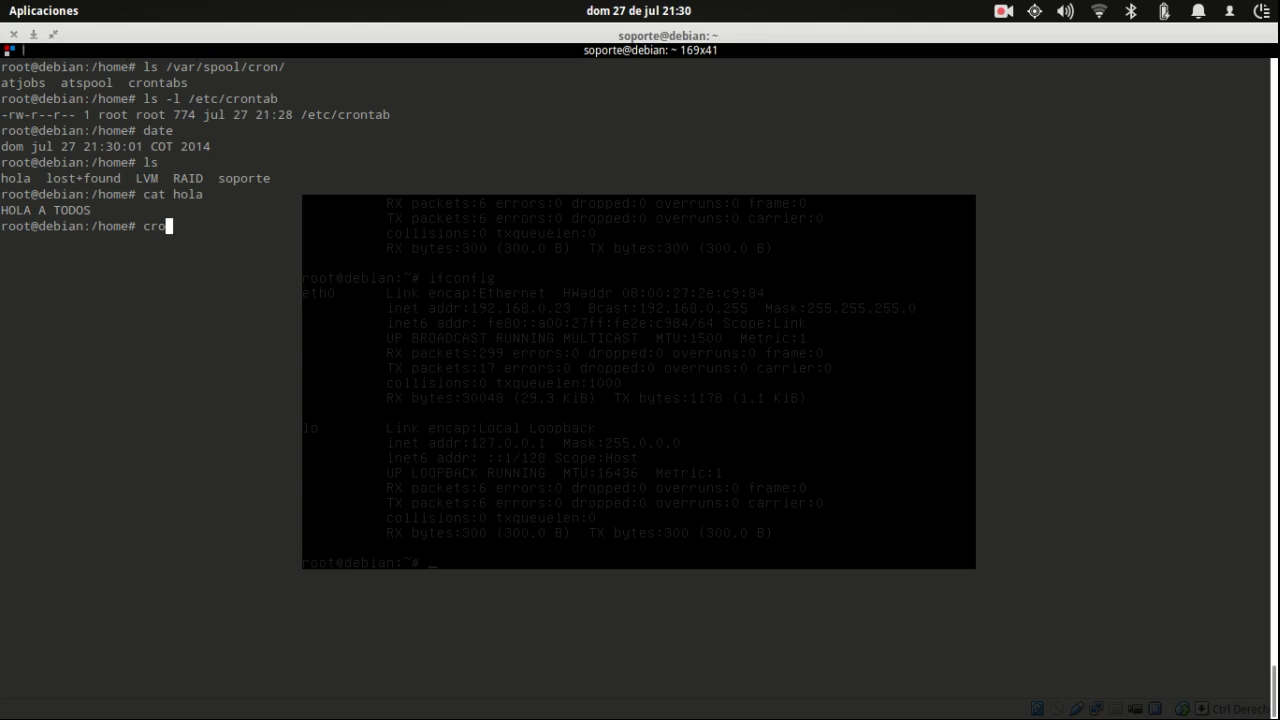 Aplicaciones
dom 27 de jul 21:30
soporte@debian: ~
soporte@debian: ~ 169x41
root@debian:/home# ls /var/spool/cron/
atjobs  atspool  crontabs
root@debian:/home# ls -l /etc/crontab
-rw-r--r-- 1 root root 774 jul 27 21:28 /etc/crontab
root@debian:/home# date
dom jul 27 21:30:01 COT 2014
root@debian:/home# ls
hola  lost+found  LVM  RAID  soporte
root@debian:/home# cat hola
HOLA A TODOS
root@debian:/home# cro
RX packets:6 errors:0 dropped:0 overruns:0 frame:0
TX packets:6 errors:0 dropped:0 overruns:0 carrier:0
collisions:0 txqueuelen:0
RX bytes:300 (300.0 B)  TX bytes:300 (300.0 B)
root@debian:~# ifconfig
eth0      Link encap:Ethernet  HWaddr 08:00:27:2e:c9:84
inet addr:192.168.0.23  Bcast:192.168.0.255  Mask:255.255.255.0
inet6 addr: fe80::a00:27ff:fe2e:c984/64 Scope:Link
UP BROADCAST RUNNING MULTICAST  MTU:1500  Metric:1
RX packets:299 errors:0 dropped:0 overruns:0 frame:0
TX packets:17 errors:0 dropped:0 overruns:0 carrier:0
collisions:0 txqueuelen:1000
RX bytes:30048 (29.3 KiB)  TX bytes:1178 (1.1 KiB)
lo        Link encap:Local Loopback
inet addr:127.0.0.1  Mask:255.0.0.0
inet6 addr: ::1/128 Scope:Host
UP LOOPBACK RUNNING  MTU:16436  Metric:1
RX packets:6 errors:0 dropped:0 overruns:0 frame:0
TX packets:6 errors:0 dropped:0 overruns:0 carrier:0
collisions:0 txqueuelen:0
RX bytes:300 (300.0 B)  TX bytes:300 (300.0 B)
root@debian:~# _
Ctrl Derech